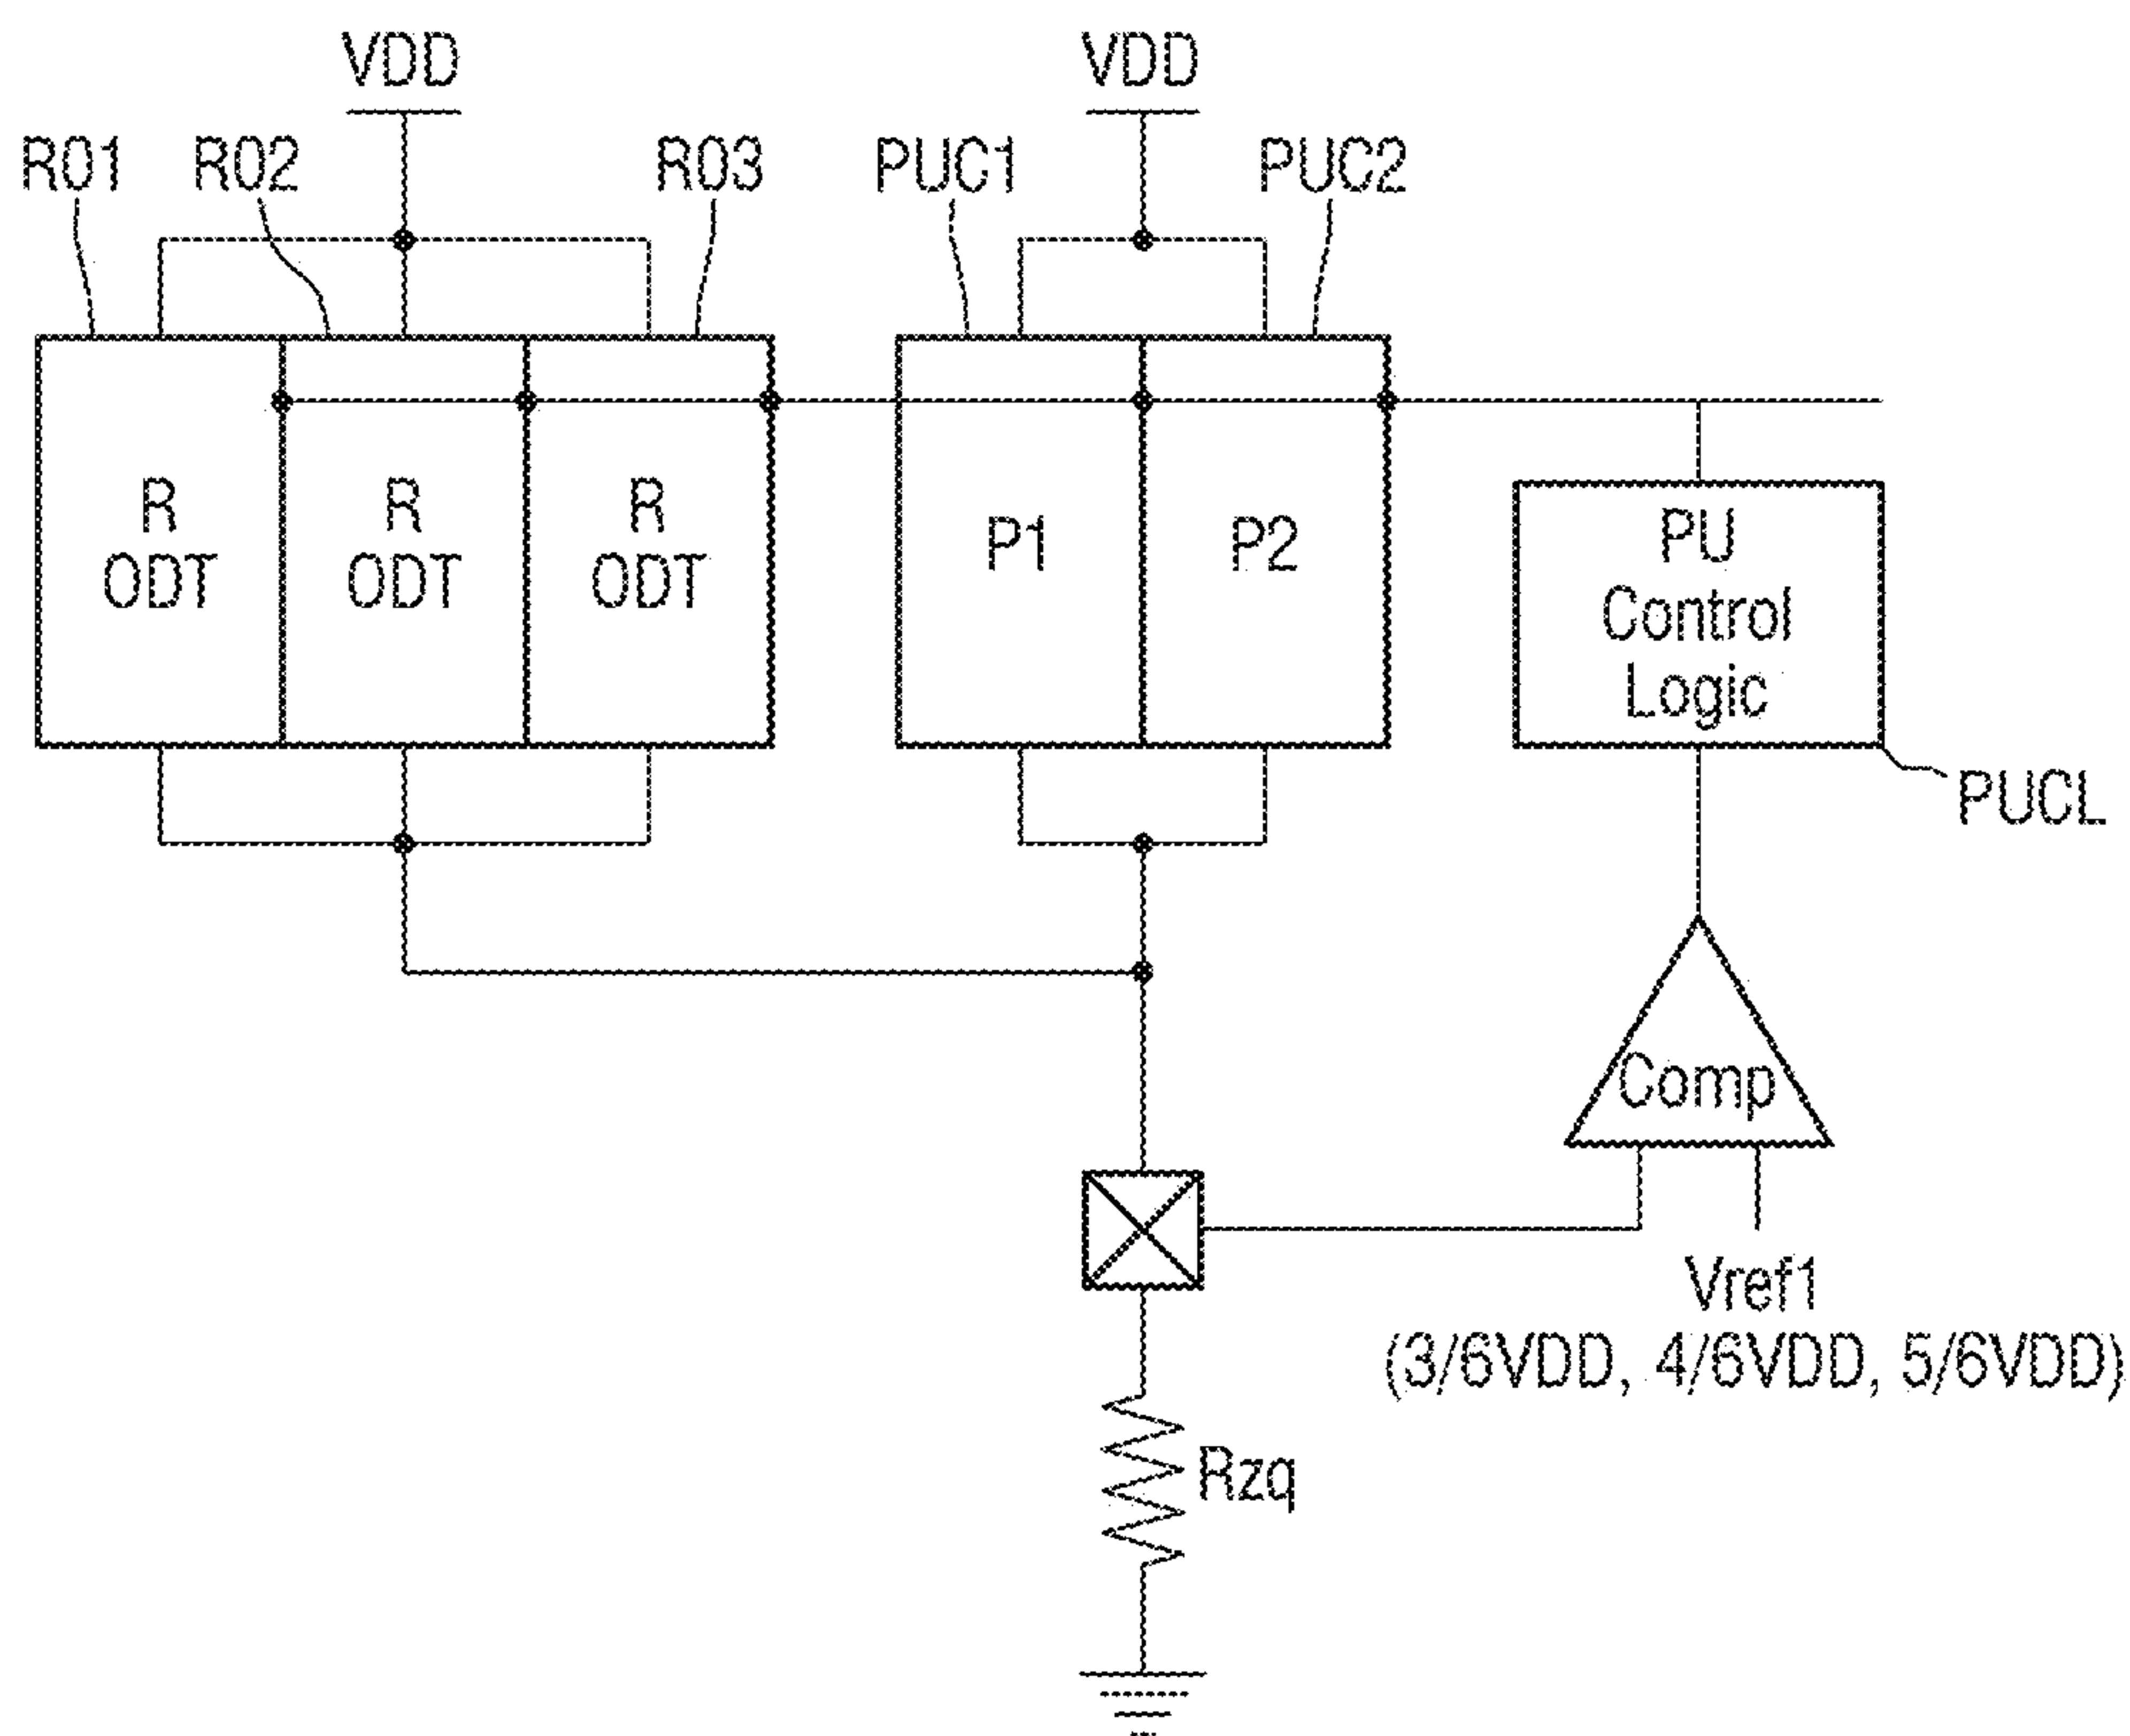 VDD
VDD
R01
R02
R03
PUC1
PUC2
R
ODT
R
ODT
R
ODT
P1
P2
PU
Control
Logic
PUCL
Comp
Vref1
(3/6VDD, 4/6VDD, 5/6VDD)
Rzq